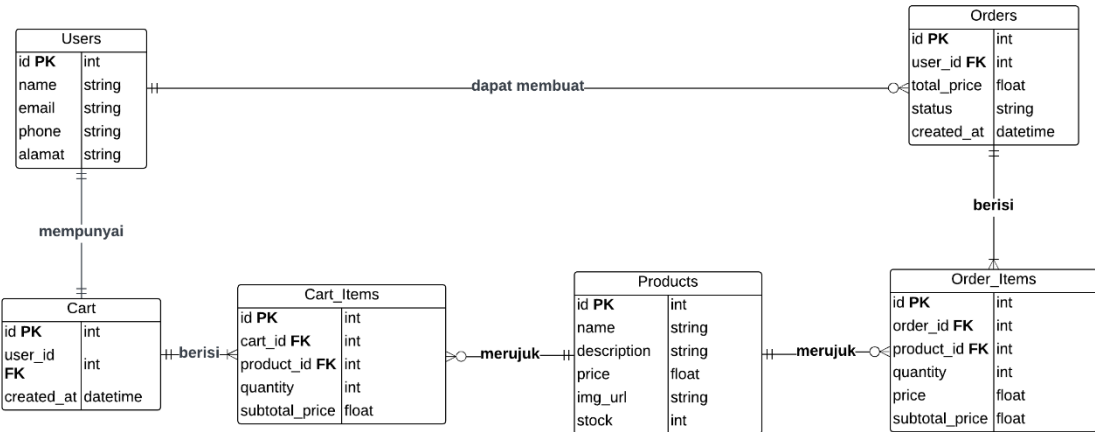 Users
id PK int
name string
email string
phone string
alamat string
dapat membuat
Orders
id PK int
user_id FK int
total_price float
status string
created_at datetime
mempunyai
berisi
Cart
id PK int
user_id
FK int
created_at datetime
berisi
Cart_Items
id PK int
cart_id FK int
product_id FK int
quantity int
subtotal_price float
merujuk
Products
id PK int
name string
description string
price float
img_url string
stock int
merujuk
Order_Items
id PK int
order_id FK int
product_id FK int
quantity int
price float
subtotal_price float